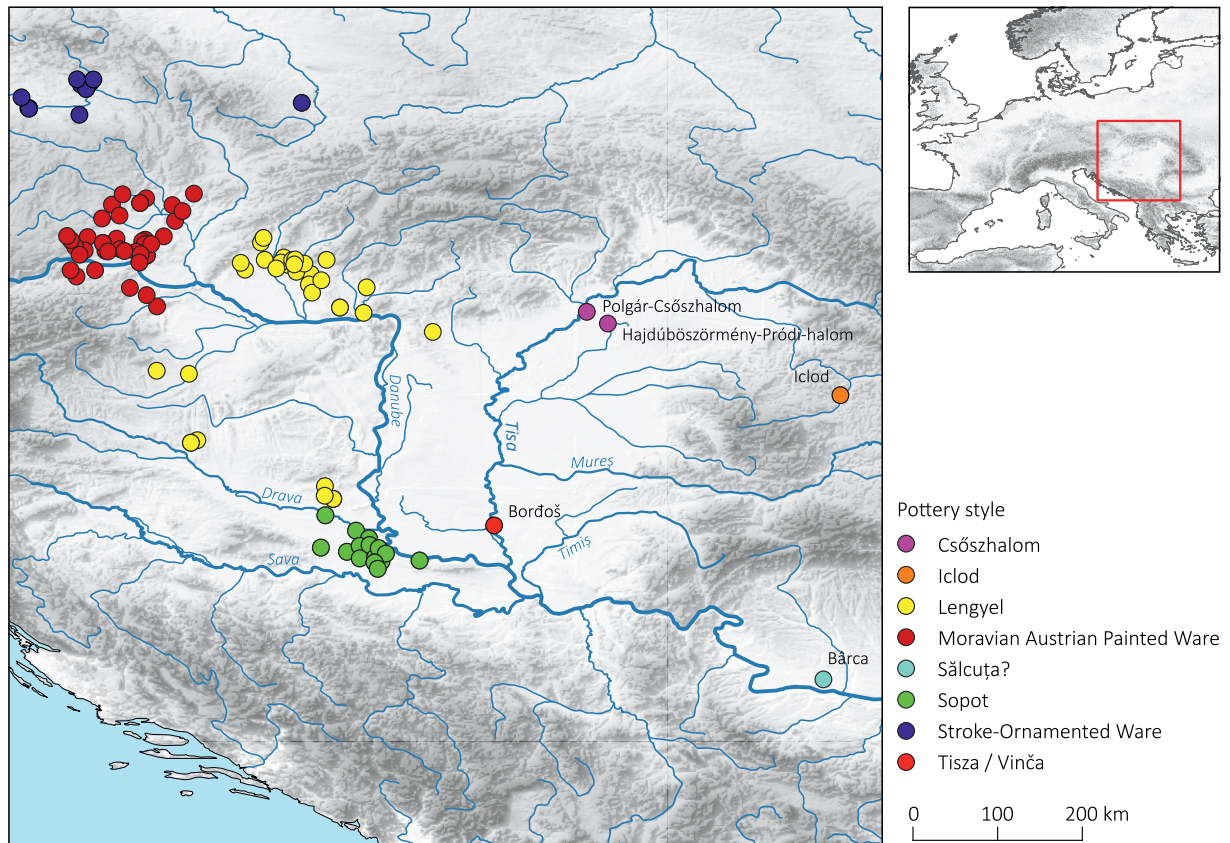 Polgár-Csőszhalom
Hajdúböszörmény-Pródi-halom
Iclod
Danube
Tisa
Mureș
Drava
Borđoš
Timiș
Sava
Bârca
Pottery style
Csőszhalom
Iclod
Lengyel
Moravian Austrian Painted Ware
Sălcuța?
Sopot
Stroke-Ornamented Ware
Tisza / Vinča
0 100 200 km